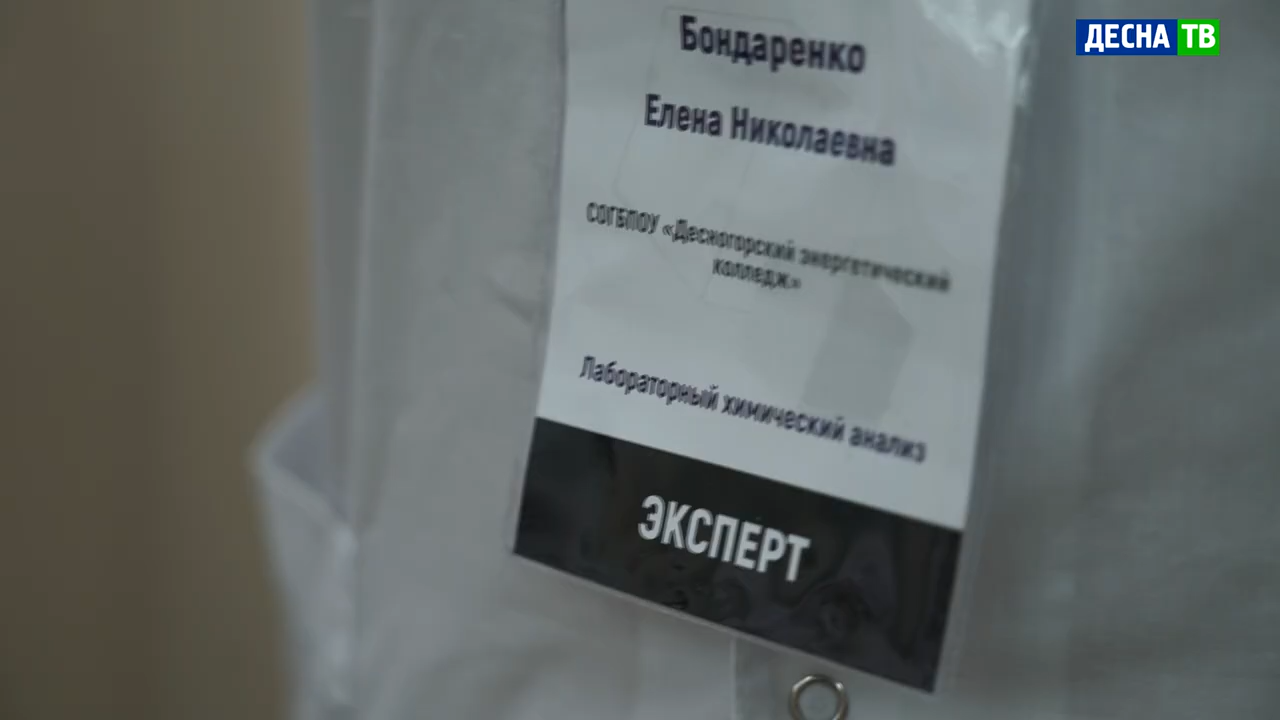 ДЕСНА ТВ
Бондаренко
Елена Николаевна
СОГБПОУ «Десногорский энергетический
колледж»
Лабораторный химический анализ
ЭКСПЕРТ